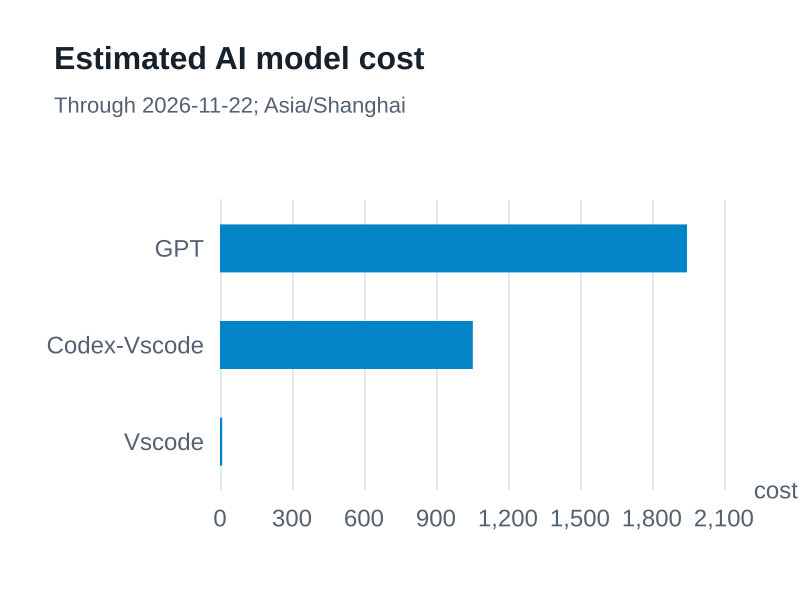 Estimated AI model cost
Through 2026-11-22; Asia/Shanghai
GPT
Codex-Vscode
Vscode
cost
0 300 600 900 1,200 1,500 1,800 2,100